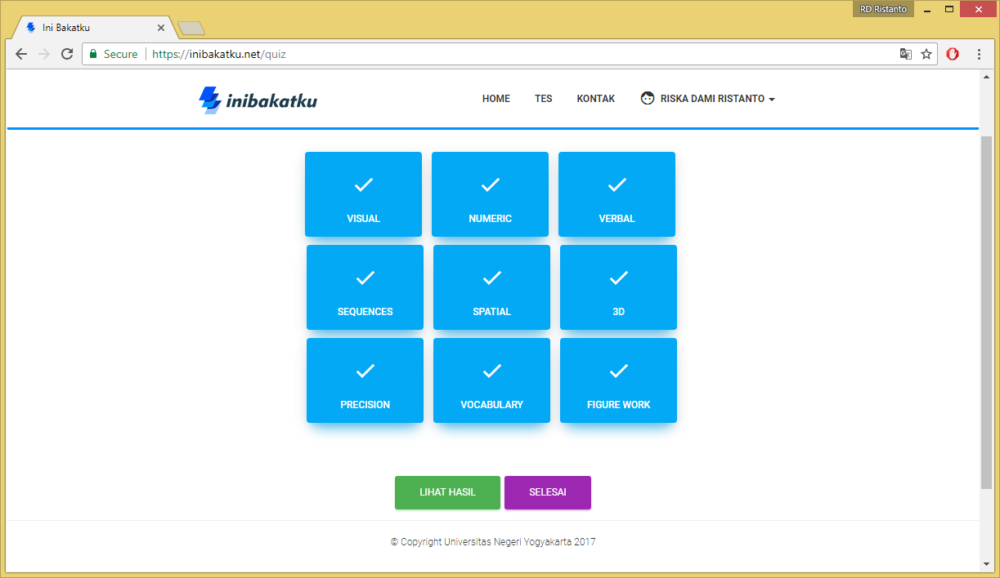 RD Ristanto
Ini Bakatku
Secure https://inibakatku.net/quiz
inibakatku HOME TES KONTAK RISKA DAMI RISTANTO
VISUAL NUMERIC VERBAL
SEQUENCES SPATIAL 3D
PRECISION VOCABULARY FIGURE WORK
LIHAT HASIL SELESAI
© Copyright Universitas Negeri Yogyakarta 2017